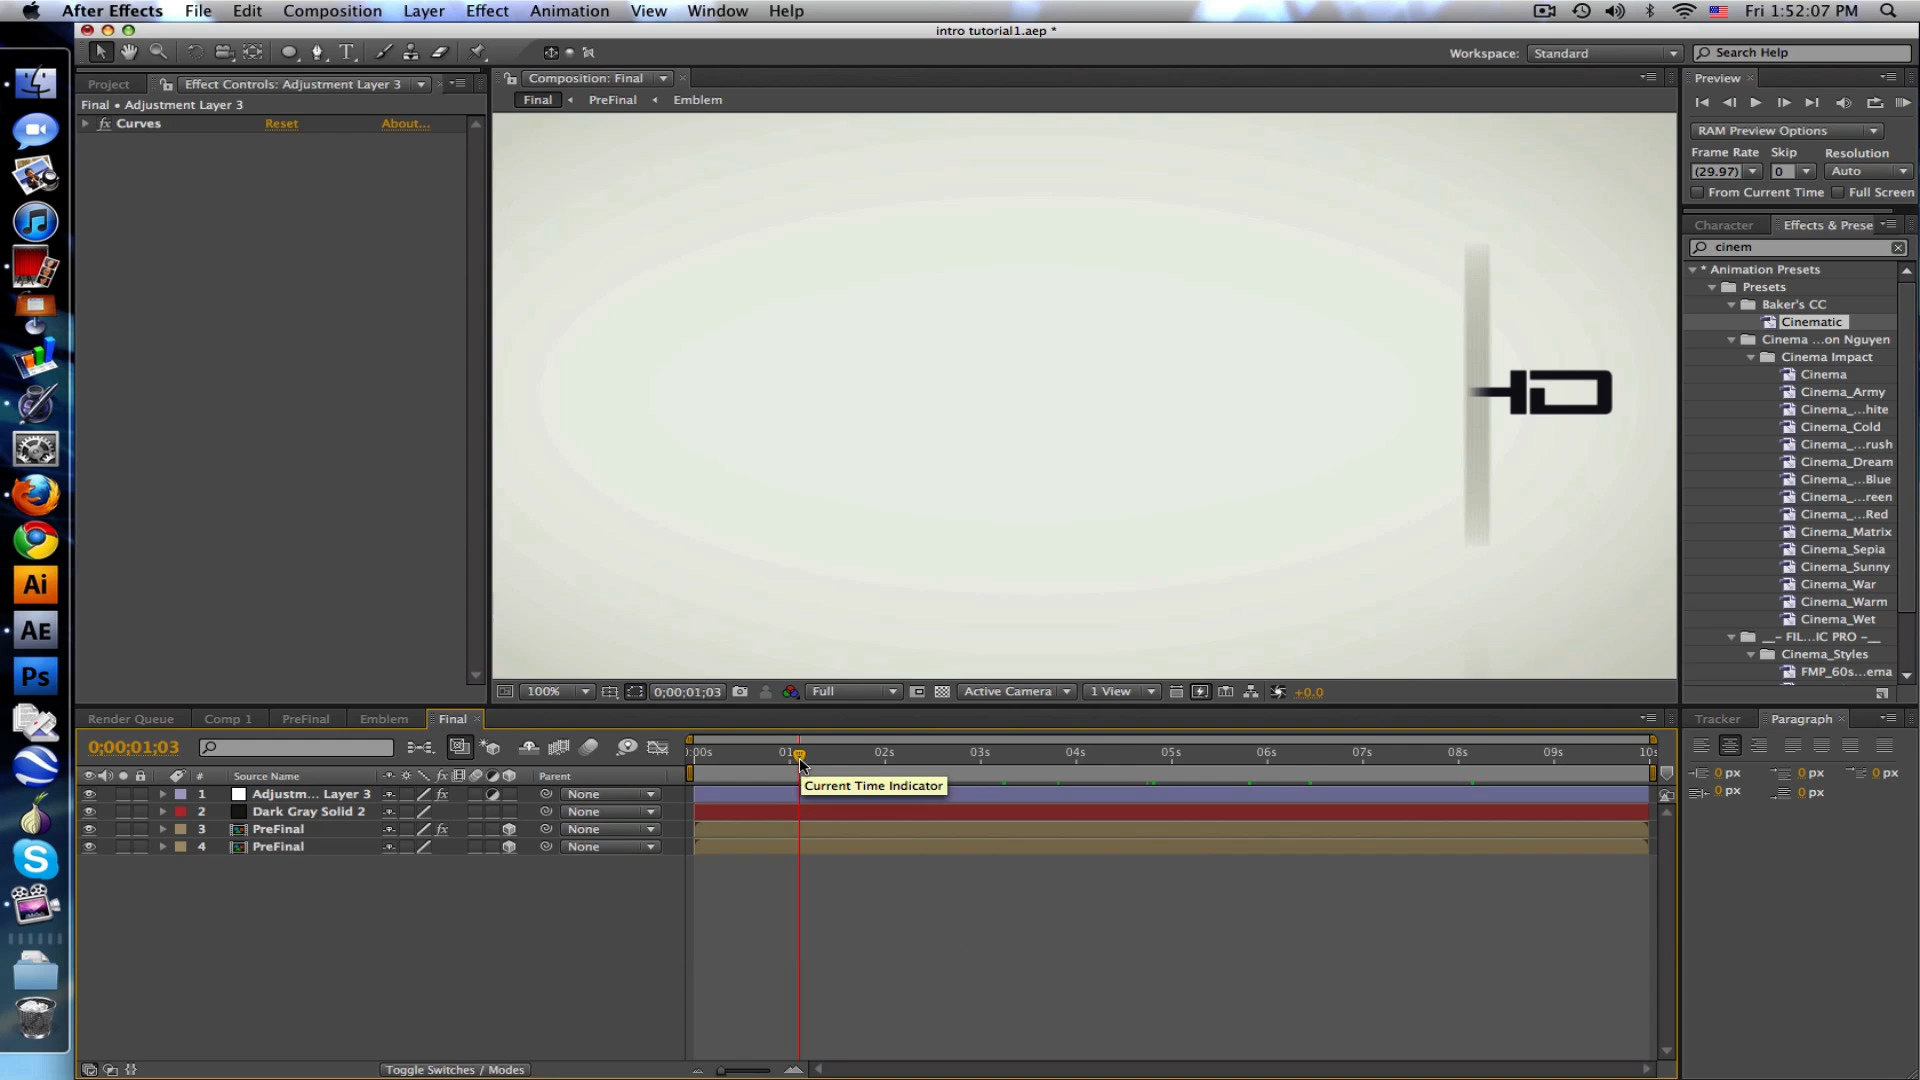 After Effects File Edit Composition Layer Effect Animation View Window Help Fri 1:52:07 PM
intro tutorial1.aep *
Workspace: Standard Search Help
Project Effect Controls: Adjustment Layer 3
Final • Adjustment Layer 3
Curves Reset About...
Composition: Final
Final PreFinal Emblem
Preview
RAM Preview Options
Frame Rate Skip Resolution
(29.97) 0 Auto
From Current Time Full Screen
Character Effects & Prese
cinem
* Animation Presets
Presets
Baker's CC
Cinematic
Cinema ...on Nguyen
Cinema Impact
Cinema
Cinema_Army
Cinema_...hite
Cinema_Cold
Cinema_...rush
Cinema_Dream
Cinema_...Blue
Cinema_...reen
Cinema_...Red
Cinema_Matrix
Cinema_Sepia
Cinema_Sunny
Cinema_War
Cinema_Warm
Cinema_Wet
__- FIL...IC PRO -__
Cinema_Styles
FMP_60s...ema
Ai
AE
Ps
100% 0;00;01;03 Full Active Camera 1 View +0.0
Render Queue Comp 1 PreFinal Emblem Final
0;00;01;03
):00s 01 02s 03s 04s 05s 06s 07s 08s 09s 10s
# Source Name Parent
1 Adjustm... Layer 3 None
2 Dark Gray Solid 2 None
3 PreFinal None
4 PreFinal None
Current Time Indicator
Toggle Switches / Modes
Tracker Paragraph
0 px 0 px 0 px
0 px 0 px